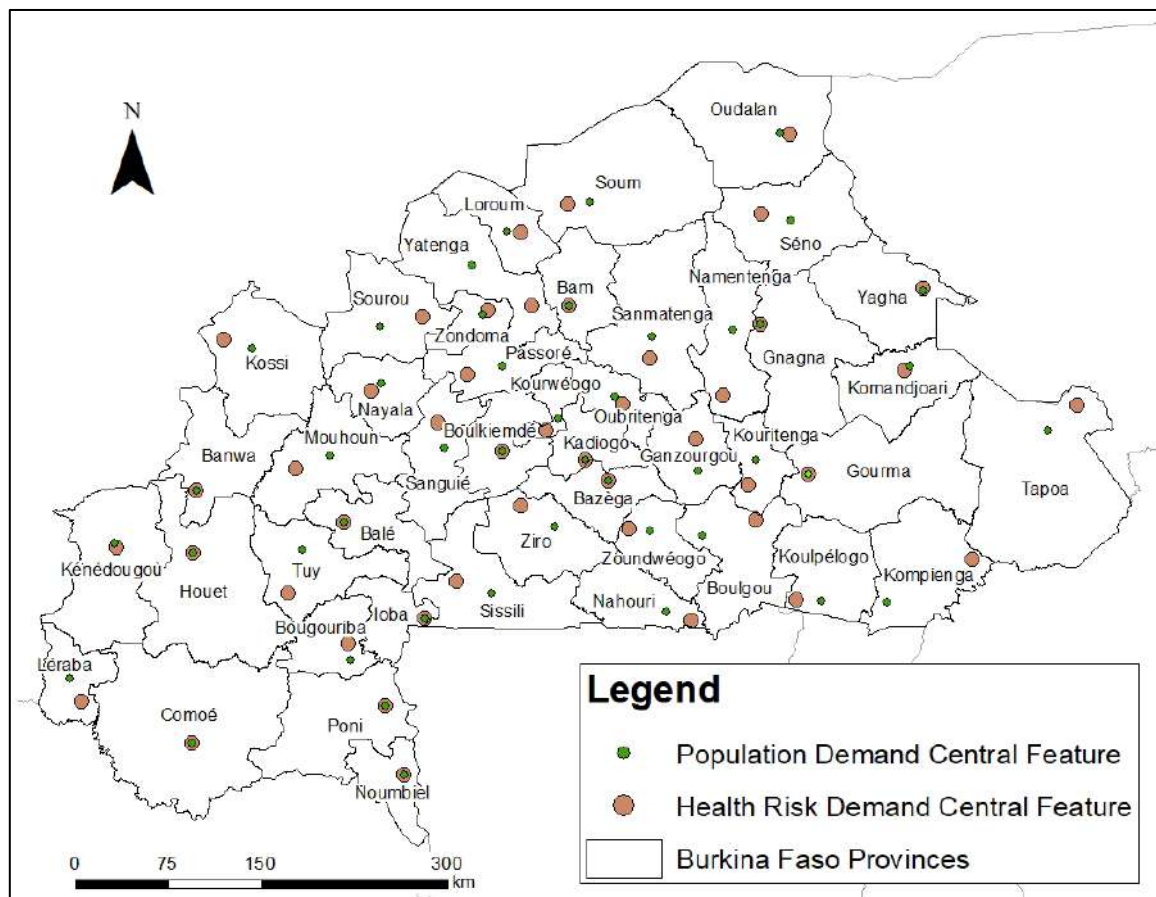 N
Oudalan
Soum
Loroum
Séno
Yatenga
Namentenga
Bam
Yagha
Sourou
Sanmatenga
Zondoma
Gnagna
Kossi
Passoré
Komandjoari
Kourwéogo
Nayala
Oubritenga
Mouhoun
Boulkiemdé
Kouritenga
Banwa
Kadiogo
Ganzourgou
Gourma
Sanguié
Tapoa
Bazèga
Balé
Ziro
Zoundwéogo
Koulpélogo
Kénédougou
Tuy
Kompienga
Houet
Boulgou
Sissili
Nahouri
Ioba
Bougouriba
Léraba
Comoé
Poni
Noumbiel
Legend
Population Demand Central Feature
Health Risk Demand Central Feature
Burkina Faso Provinces
0 75 150 300
km